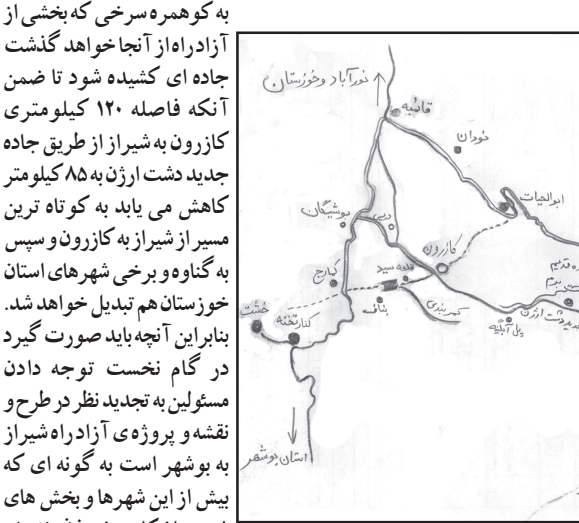 به کوهمره سرخی که بخشی از
آزادراه از آنجا خواهد گذشت
جاده ای کشیده شود تا ضمن
آنکه فاصله ۱۲۰ کیلومتری
کازرون به شیراز از طریق جاده
جدید دشت ارژن به ۸۵ کیلومتر
کاهش می یابد به کوتاه ترین
مسیر از شیراز به کازرون و سپس
به گناوه و برخی شهرهای استان
خوزستان هم تبدیل خواهد شد.
بنابراین آنچه باید صورت گیرد
در گام نخست توجه دادن
مسئولین به تجدید نظر در طرح و
نقشه و پروژه ی آزادراه شیراز
به بوشهر است به گونه ای که
بیش از این شهرها و بخش های
نورآباد و خوزستان
قائمیه
نودان
ابوالحیات
بوشیگان
دریس
کازرون
قلعه سید
کمارج
بناف
خشت
کنارتخته
پل آبگینه
دشت ارژن
استان بوشهر